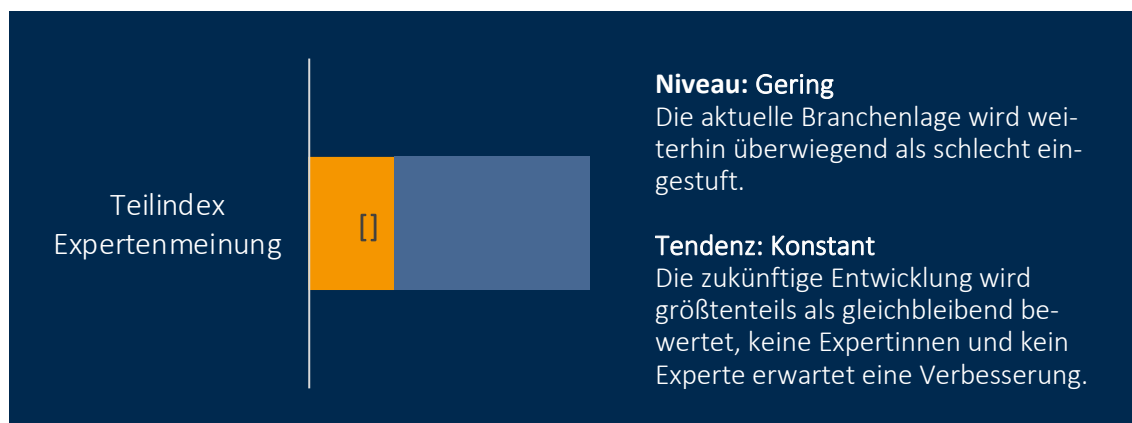 Teilindex
Expertenmeinung
[]
Niveau: Gering
Die aktuelle Branchenlage wird wei-
terhin überwiegend als schlecht ein-
gestuft.
Tendenz: Konstant
Die zukünftige Entwicklung wird
größtenteils als gleichbleibend be-
wertet, keine Expertinnen und kein
Experte erwartet eine Verbesserung.